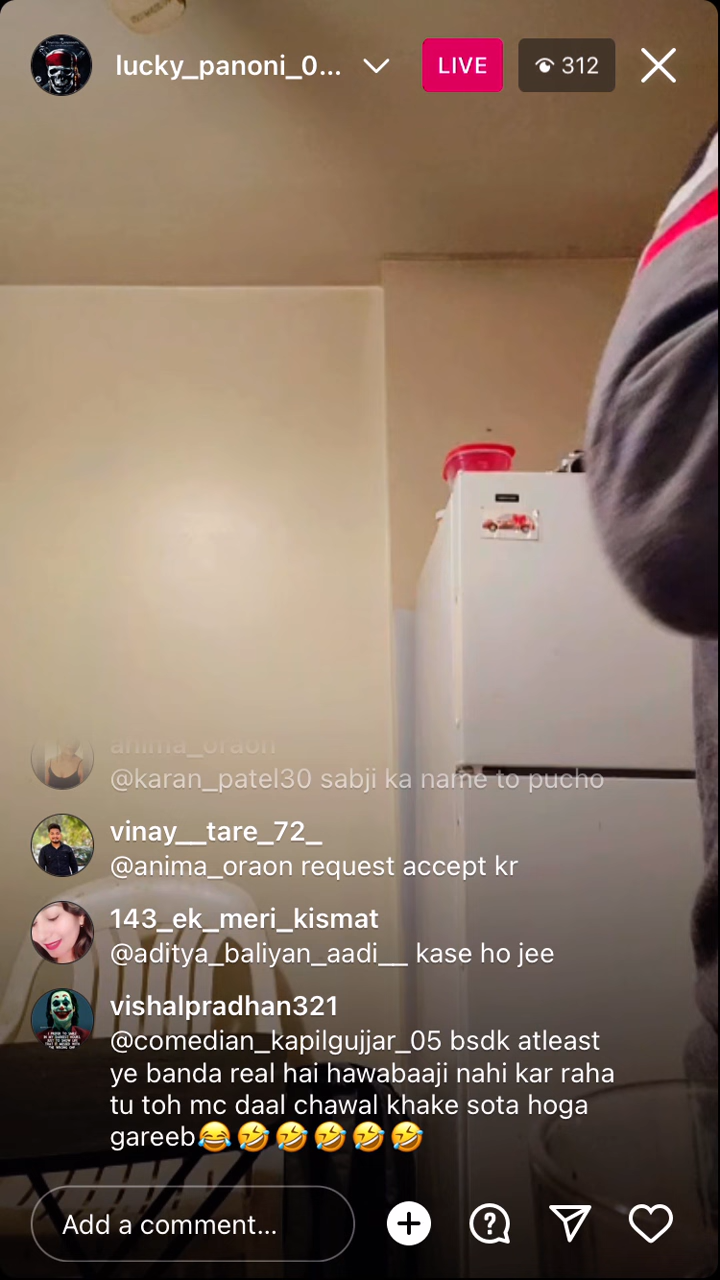 lucky_panoni_0...
LIVE
312
anima_oraon
@karan_patel30 sabji ka name to pucho
vinay__tare_72_
@anima_oraon request accept kr
143_ek_meri_kismat
@aditya_baliyan_aadi__ kase ho jee
vishalpradhan321
@comedian_kapilgujjar_05 bsdk atleast
ye banda real hai hawabaaji nahi kar raha
tu toh mc daal chawal khake sota hoga
gareeb😂🤣🤣🤣🤣🤣
Add a comment...